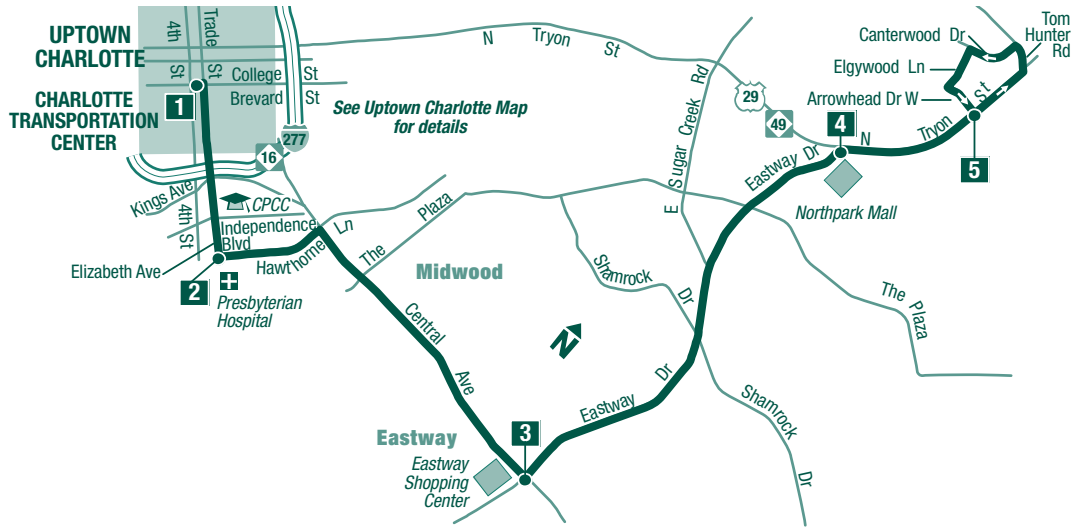 UPTOWN
CHARLOTTE
CHARLOTTE
TRANSPORTATION
CENTER
4th St
Trade St
College St
Brevard St
1
277
16
See Uptown Charlotte Map
for details
N Tryon St
29
49
E Sugar Creek Rd
Canterwood Dr
Tom
Hunter
Rd
Elgywood Ln
Arrowhead Dr W
N Tryon St
4
5
Eastway Dr
Northpark Mall
Kings Ave
CPCC
4th St
Independence
Blvd
Elizabeth Ave
2
Hawthorne Ln
Presbyterian
Hospital
The Plaza
Midwood
Shamrock Dr
The Plaza
N
Central Ave
Eastway Dr
Shamrock Dr
Eastway
3
Eastway
Shopping
Center